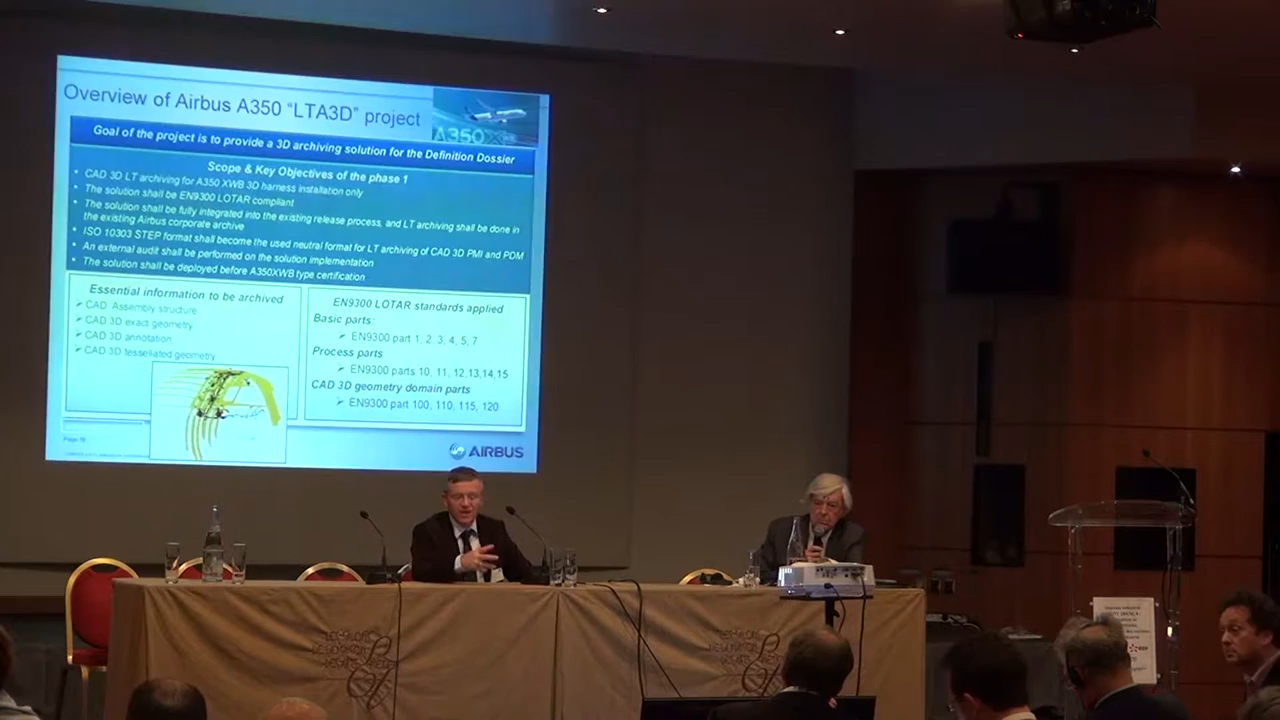 Overview of Airbus A350 "LTA3D" project
A350
Goal of the project is to provide a 3D archiving solution for the Definition Dossier
Scope & Key Objectives of the phase 1
• CAD 3D LT archiving for A350 XWB 3D harness installation only
• The solution shall be EN9300 LOTAR compliant
• The solution shall be fully integrated into the existing release process, and LT archiving shall be done in
the existing Airbus corporate archive
• ISO 10303 STEP format shall become the used neutral format for LT archiving of CAD 3D PMI and PDM
• An external audit shall be performed on the solution implementation
• The solution shall be deployed before A350XWB type certification
Essential information to be archived
➢ CAD Assembly structure
➢ CAD 3D exact geometry
➢ CAD 3D annotation
➢ CAD 3D tessellated geometry
EN9300 LOTAR standards applied
Basic parts:
➢ EN9300 part 1, 2, 3, 4, 5, 7
Process parts
➢ EN9300 parts 10, 11, 12,13,14,15
CAD 3D geometry domain parts
➢ EN9300 part 100, 110, 115, 120
AIRBUS